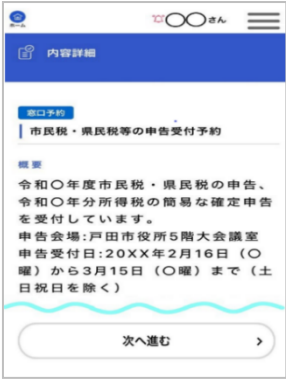 ホーム
〇〇さん
内容詳細
窓口予約
市民税・県民税等の申告受付予約
概要
令和〇年度市民税・県民税の申告、
令和〇年分所得税の簡易な確定申告
を受付しています。
申告会場:戸田市役所5階大会議室
申告受付日:20XX年2月16日（〇
曜）から3月15日（〇曜）まで（土
日祝日を除く）
次へ進む